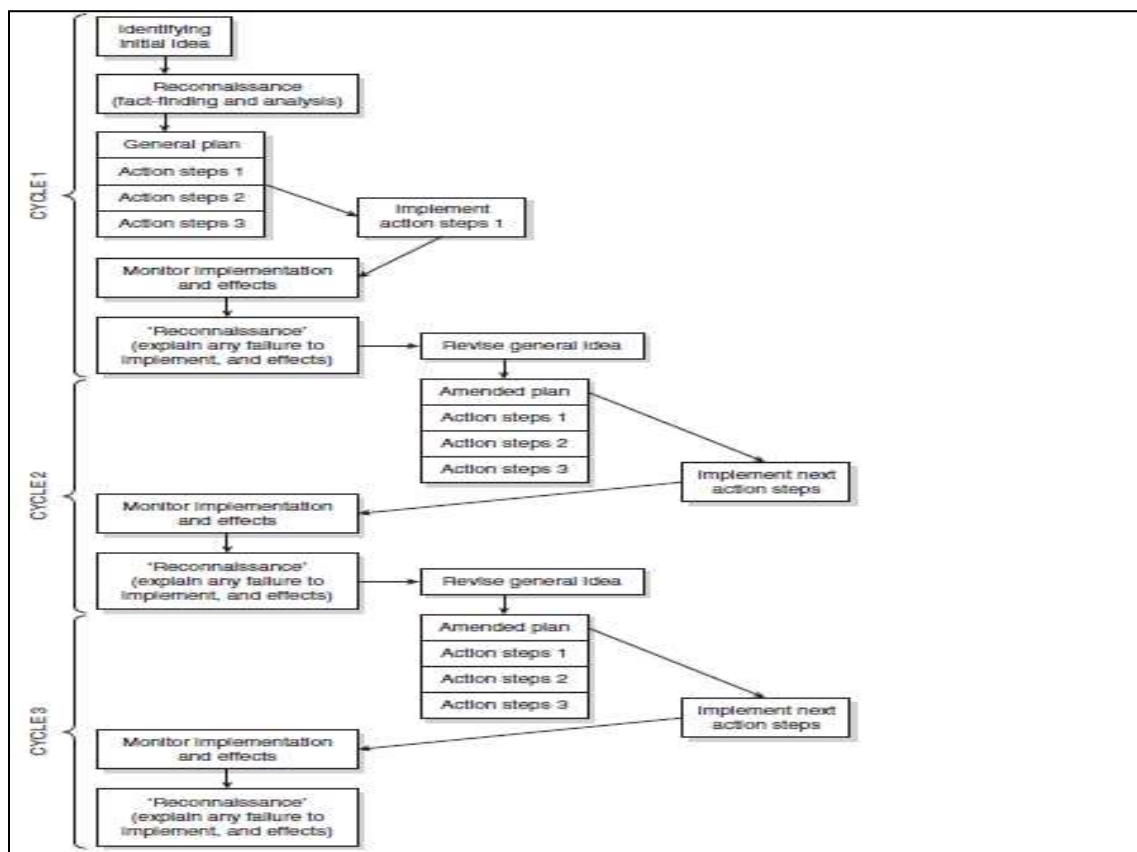 Identifying
initial idea
Reconnaissance
(fact-finding and analysis)
General plan
Action steps 1
Action steps 2
Action steps 3
Implement
action steps 1
Monitor implementation
and effects
'Reconnaissance'
(explain any failure to
implement, and effects)
Revise general idea
CYCLE 1
Amended plan
Action steps 1
Action steps 2
Action steps 3
Implement next
action steps
Monitor implementation
and effects
'Reconnaissance'
(explain any failure to
implement, and effects)
Revise general idea
CYCLE 2
Amended plan
Action steps 1
Action steps 2
Action steps 3
Implement next
action steps
Monitor implementation
and effects
'Reconnaissance'
(explain any failure to
implement, and effects)
CYCLE 3